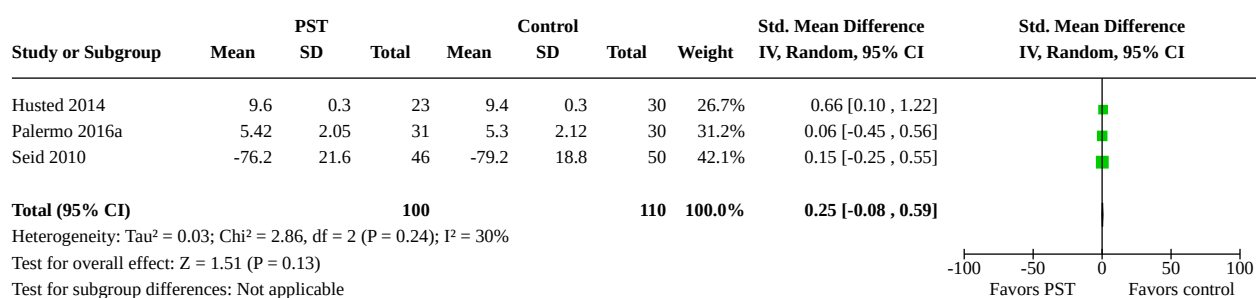 PST Control Std. Mean Difference Std. Mean Difference
Study or Subgroup Mean SD Total Mean SD Total Weight IV, Random, 95% CI IV, Random, 95% CI
Husted 2014 9.6 0.3 23 9.4 0.3 30 26.7% 0.66 [0.10 , 1.22]
Palermo 2016a 5.42 2.05 31 5.3 2.12 30 31.2% 0.06 [-0.45 , 0.56]
Seid 2010 -76.2 21.6 46 -79.2 18.8 50 42.1% 0.15 [-0.25 , 0.55]
Total (95% CI) 100 110 100.0% 0.25 [-0.08 , 0.59]
Heterogeneity: Tau² = 0.03; Chi² = 2.86, df = 2 (P = 0.24); I² = 30%
Test for overall effect: Z = 1.51 (P = 0.13)
-100 -50 0 50 100
Test for subgroup differences: Not applicable Favors PST Favors control